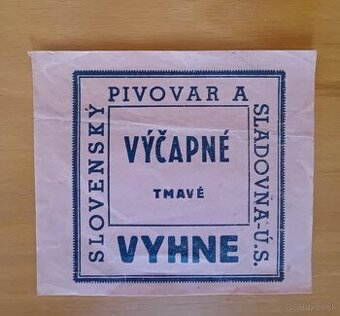 SLOVENSKÝ
PIVOVAR A
SLADOVŇA-Ú.S.
VÝČAPNÉ
TMAVÉ
VYHNE